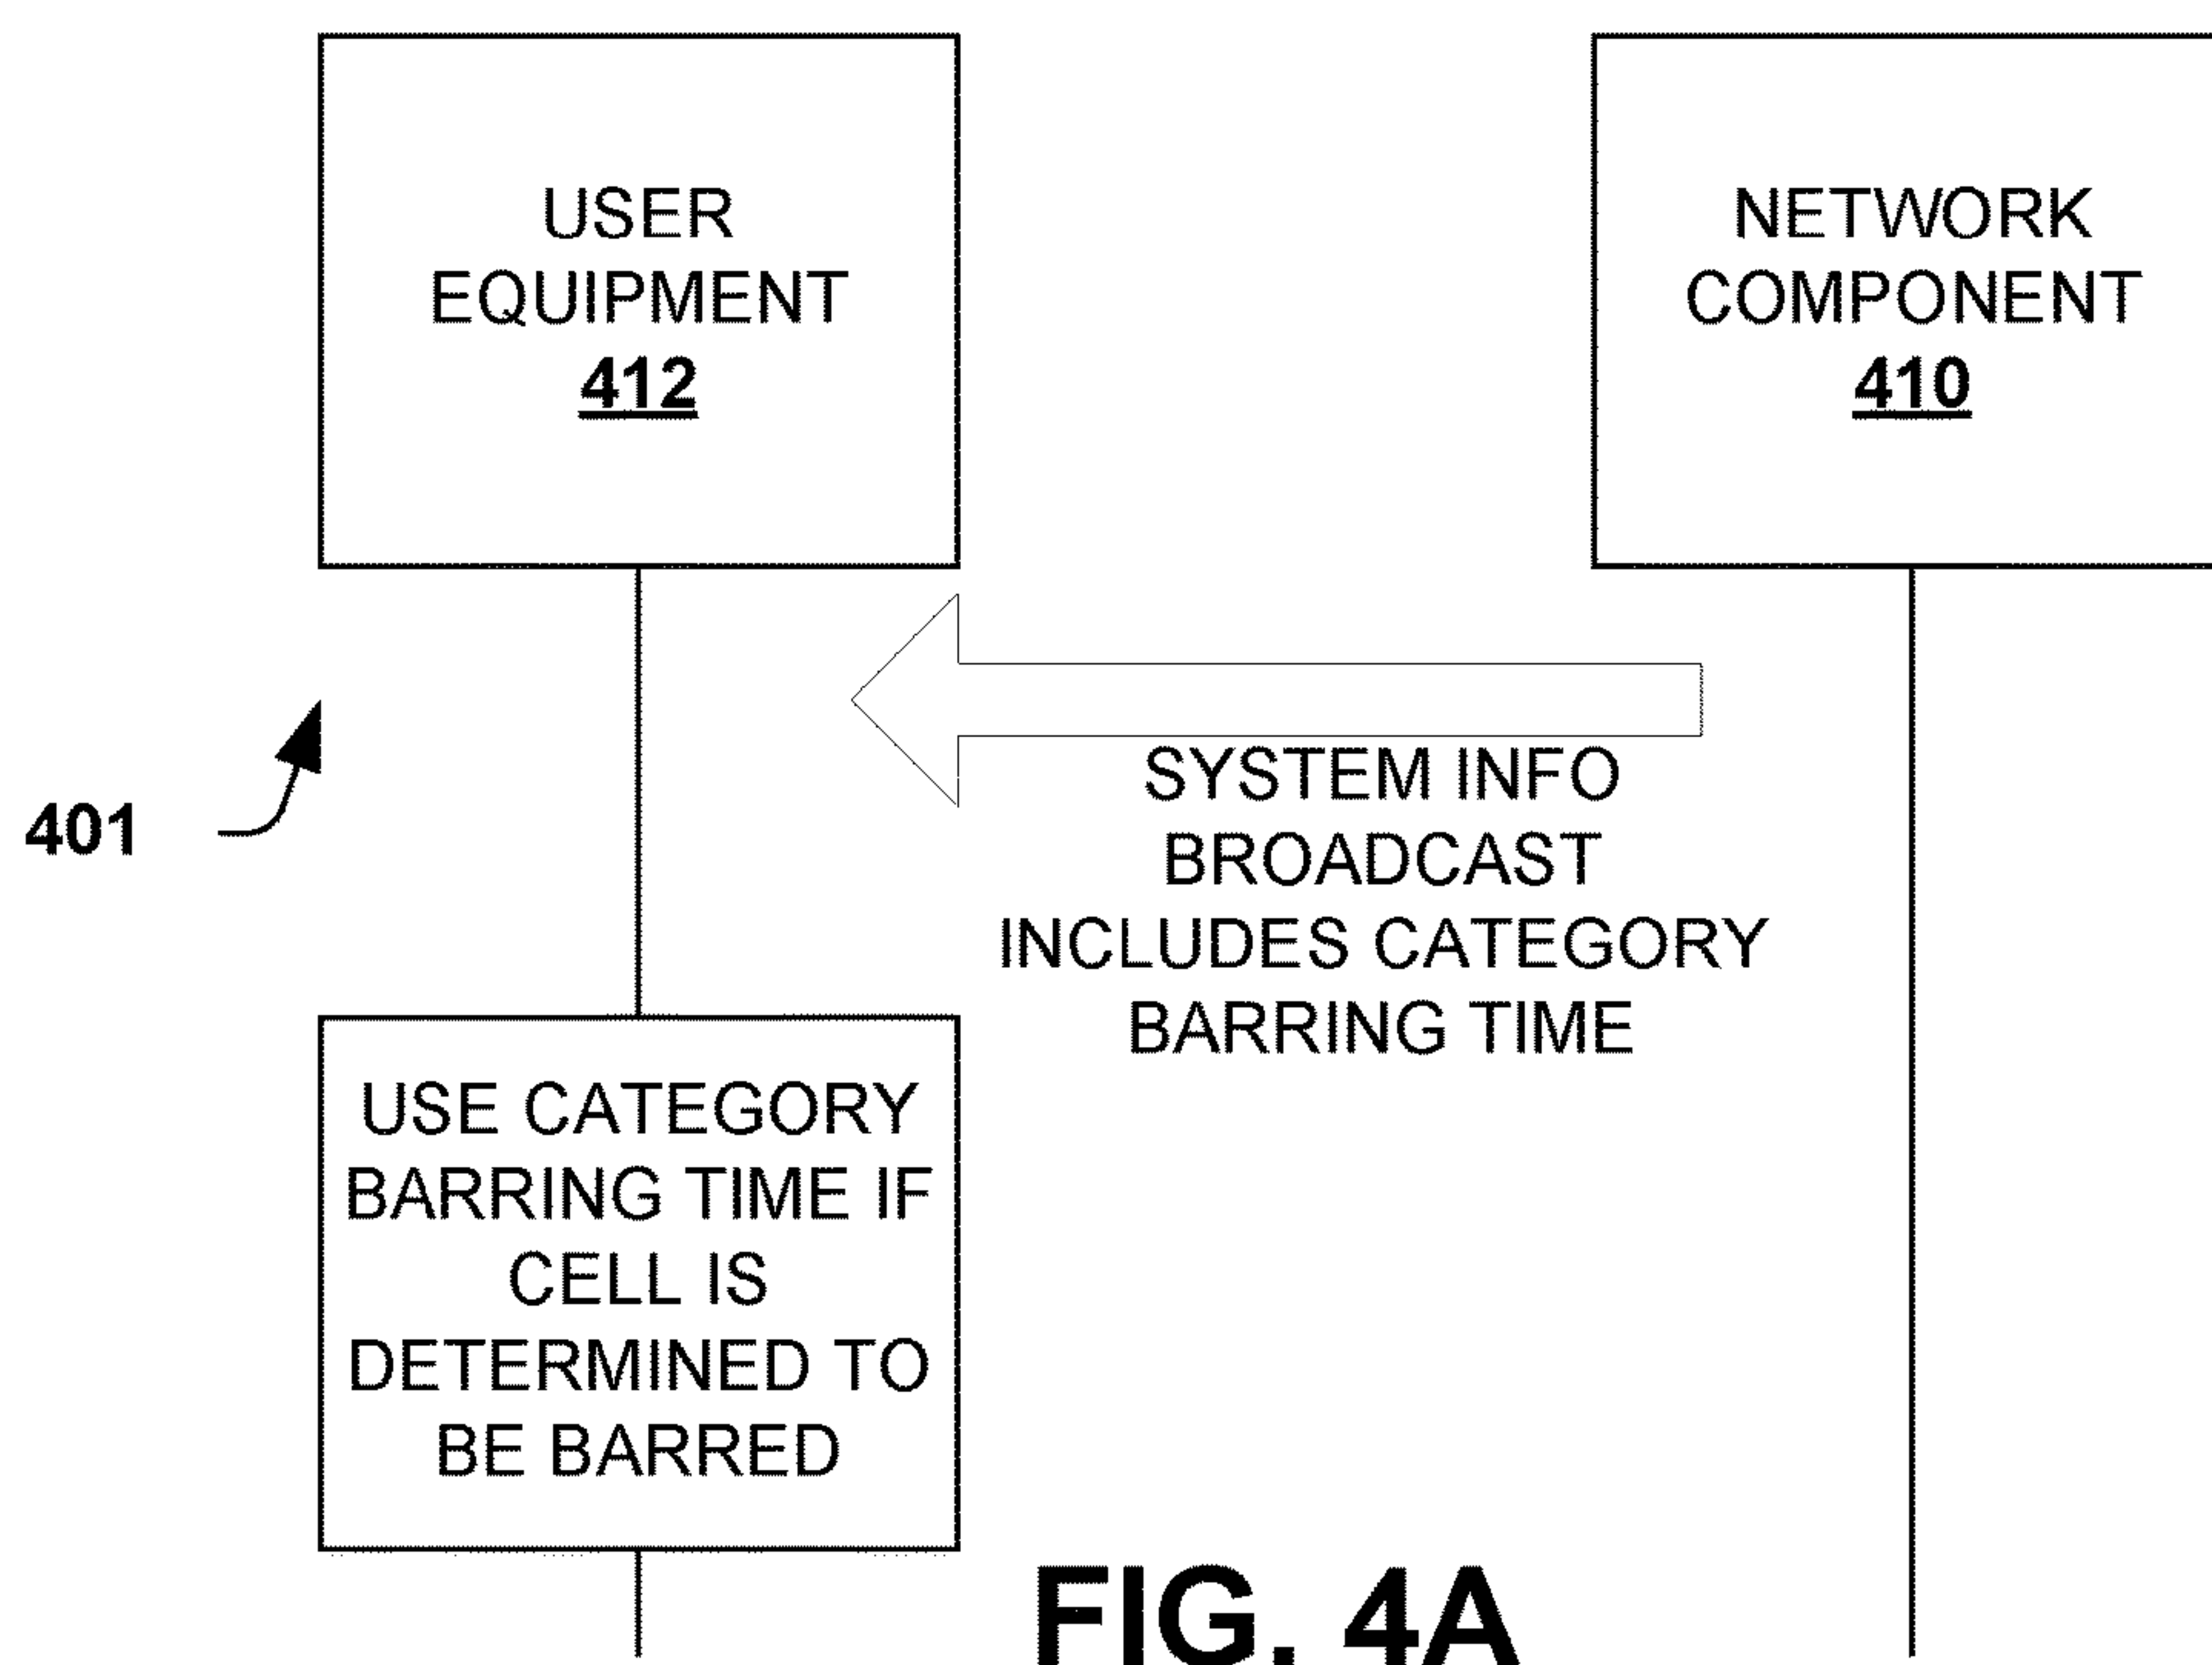 USER
EQUIPMENT
412
NETWORK
COMPONENT
410
401
SYSTEM INFO
BROADCAST
INCLUDES CATEGORY
BARRING TIME
USE CATEGORY
BARRING TIME IF
CELL IS
DETERMINED TO
BE BARRED
FIG. 4A